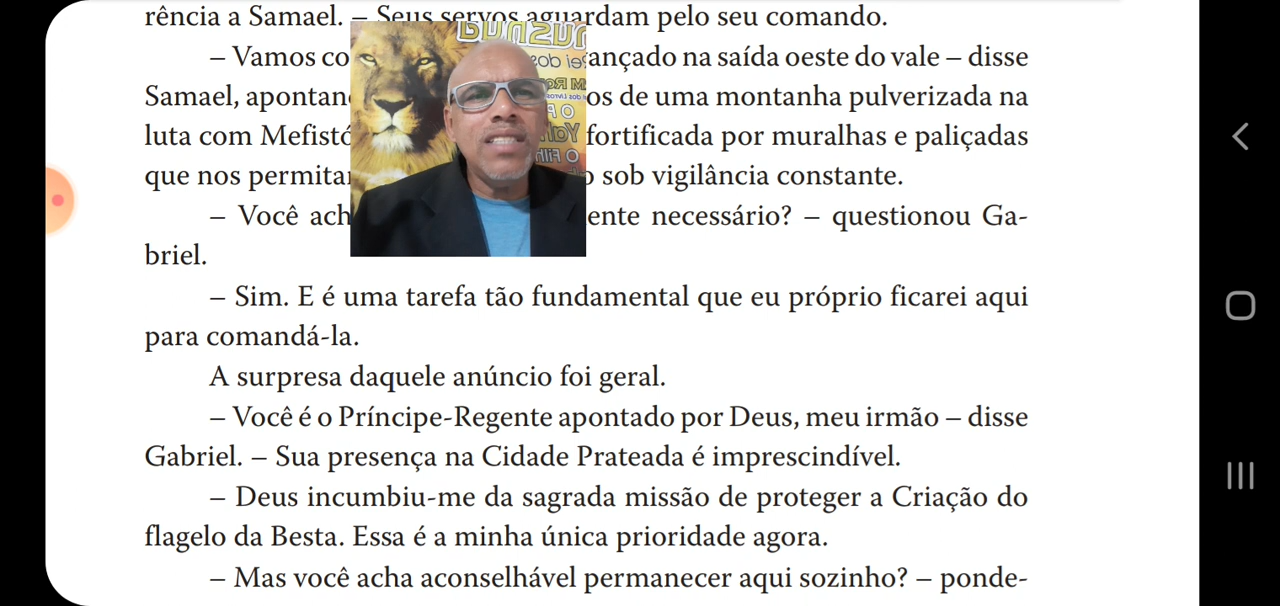 rência a Samael. – Seus servos aguardam pelo seu comando.
– Vamos co ançado na saída oeste do vale – disse
Samael, apontan os de uma montanha pulverizada na
luta com Mefistó fortificada por muralhas e paliçadas
que nos permita o sob vigilância constante.
– Você ach ente necessário? – questionou Ga-
briel.
– Sim. E é uma tarefa tão fundamental que eu próprio ficarei aqui
para comandá-la.
A surpresa daquele anúncio foi geral.
– Você é o Príncipe-Regente apontado por Deus, meu irmão – disse
Gabriel. – Sua presença na Cidade Prateada é imprescindível.
– Deus incumbiu-me da sagrada missão de proteger a Criação do
flagelo da Besta. Essa é a minha única prioridade agora.
– Mas você acha aconselhável permanecer aqui sozinho? – ponde-